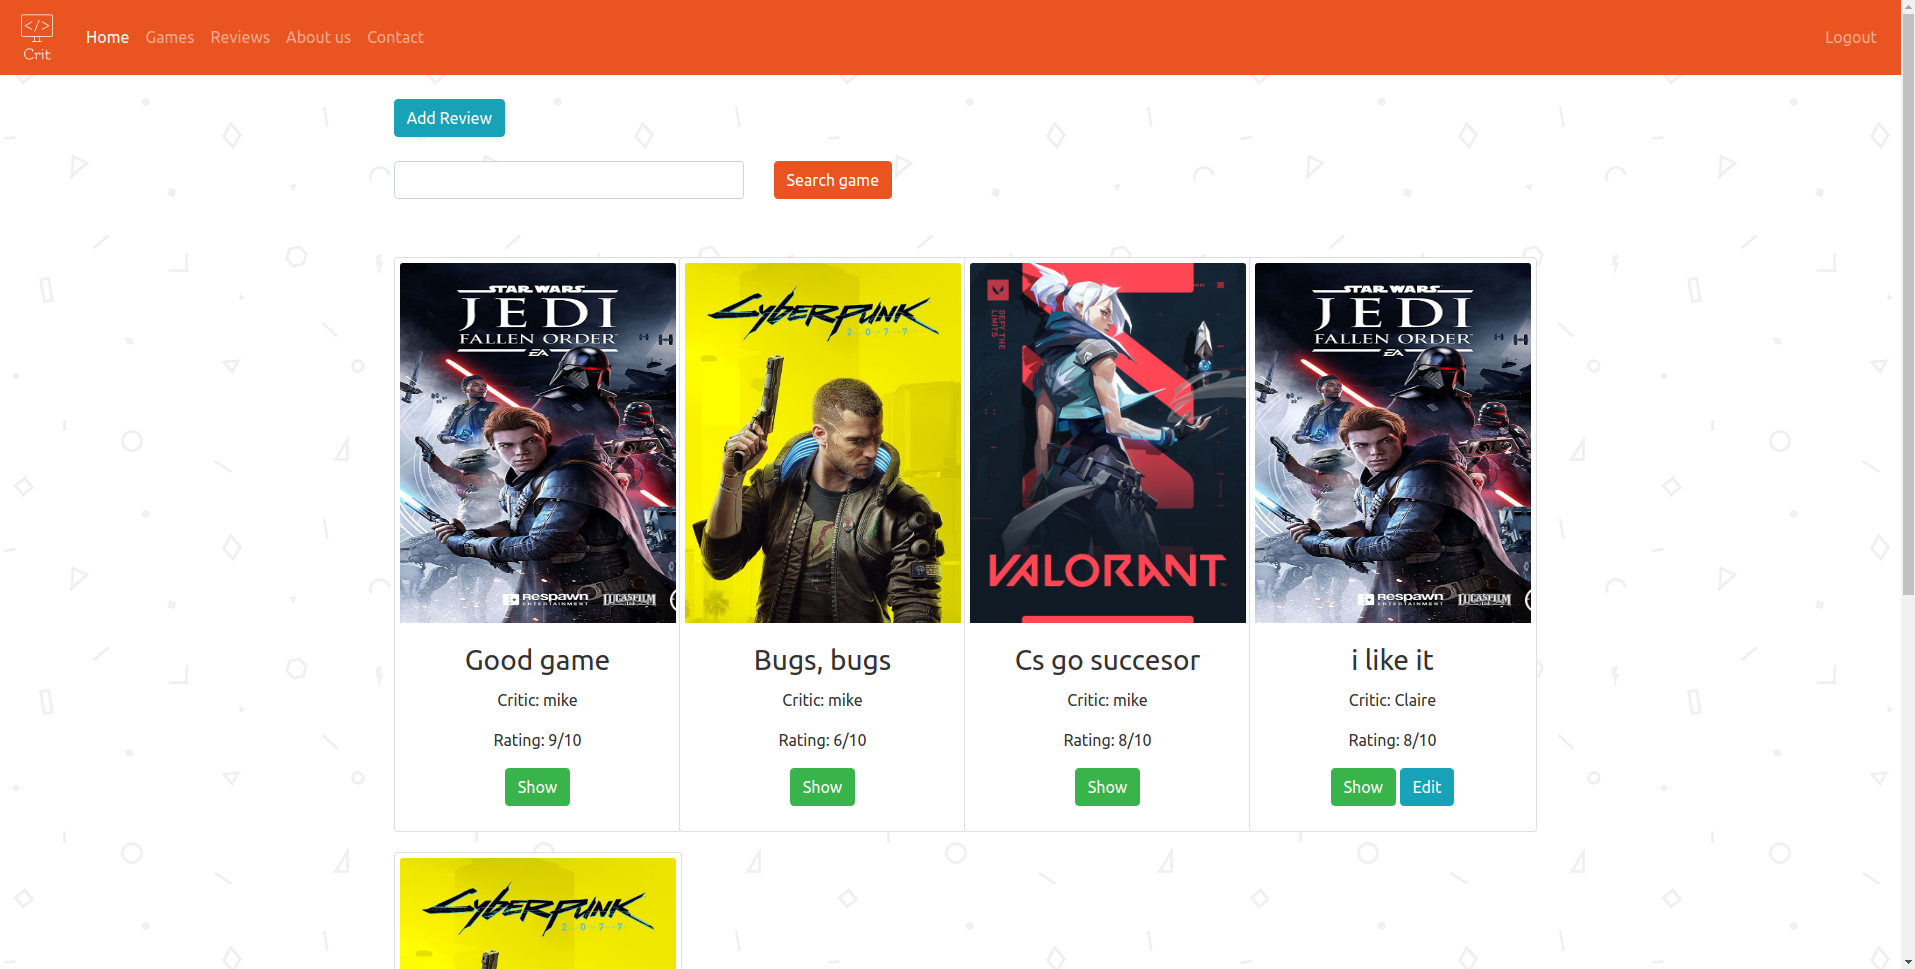 </>
Crit
Home Games Reviews About us Contact Logout
Add Review
Search game
STAR WARS
JEDI
FALLEN ORDER
EA
RESPAWN
ENTERTAINMENT
LUCASFILM
Good game
Critic: mike
Rating: 9/10
Show
Cyberpunk
2077
Bugs, bugs
Critic: mike
Rating: 6/10
Show
DEFY THE
LIMITS
VALORANT
Cs go succesor
Critic: mike
Rating: 8/10
Show
STAR WARS
JEDI
FALLEN ORDER
EA
RESPAWN
ENTERTAINMENT
LUCASFILM
i like it
Critic: Claire
Rating: 8/10
Show Edit
Cyberpunk
2077